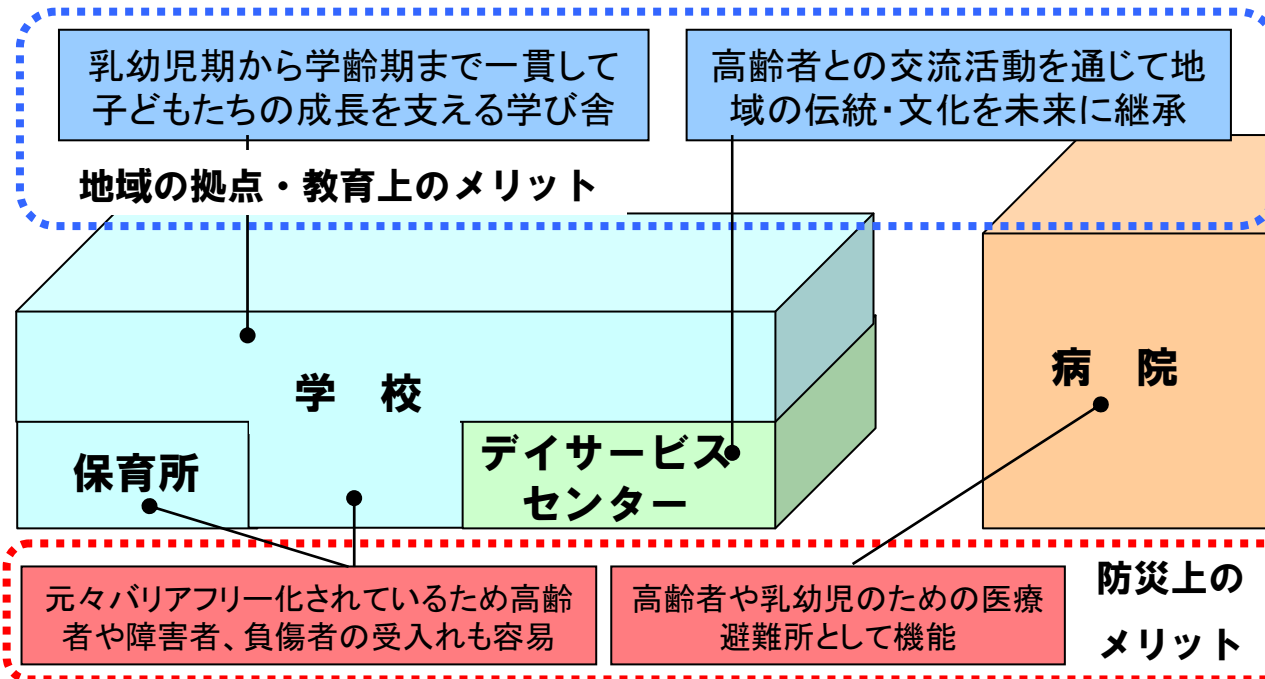 乳幼児期から学齢期まで一貫して
子どもたちの成長を支える学び舎
高齢者との交流活動を通じて地
域の伝統・文化を未来に継承
地域の拠点・教育上のメリット
学　校
病　院
保育所
デイサービス
センター
元々バリアフリー化されているため高齢
者や障害者、負傷者の受入れも容易
高齢者や乳幼児のための医療
避難所として機能
防災上の
メリット